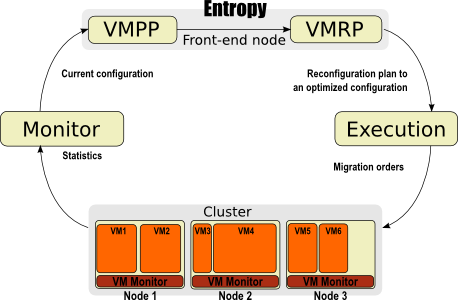 Entropy
VMPP
VMRP
Front-end node
Current configuration
Reconfiguration plan to
an optimized configuration
Monitor
Execution
Statistics
Migration orders
Cluster
VM1 VM2 VM3 VM4 VM5 VM6
VM Monitor VM Monitor VM Monitor
Node 1 Node 2 Node 3